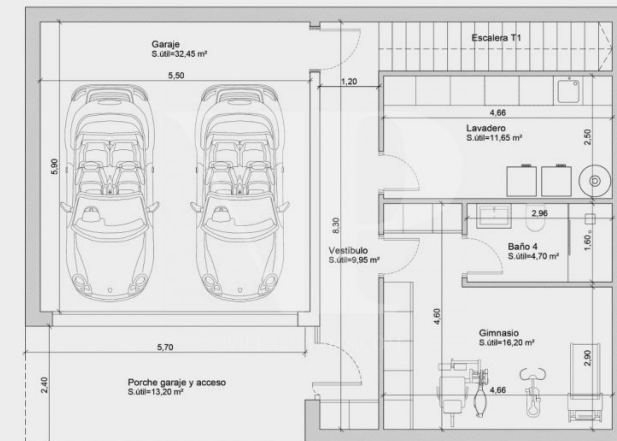 Garaje
S.útil=32,45 m²
5,50
5,90
1,20
Escalera T1
4,66
Lavadero
S.útil=11,65 m²
2,50
8,30
Vestíbulo
S.útil=9,95 m²
2,96
Baño 4
S.útil=4,70 m²
1,60
4,60
Gimnasio
S.útil=16,20 m²
2,90
4,66
5,70
2,40
Porche garaje y acceso
S.útil=13,20 m²